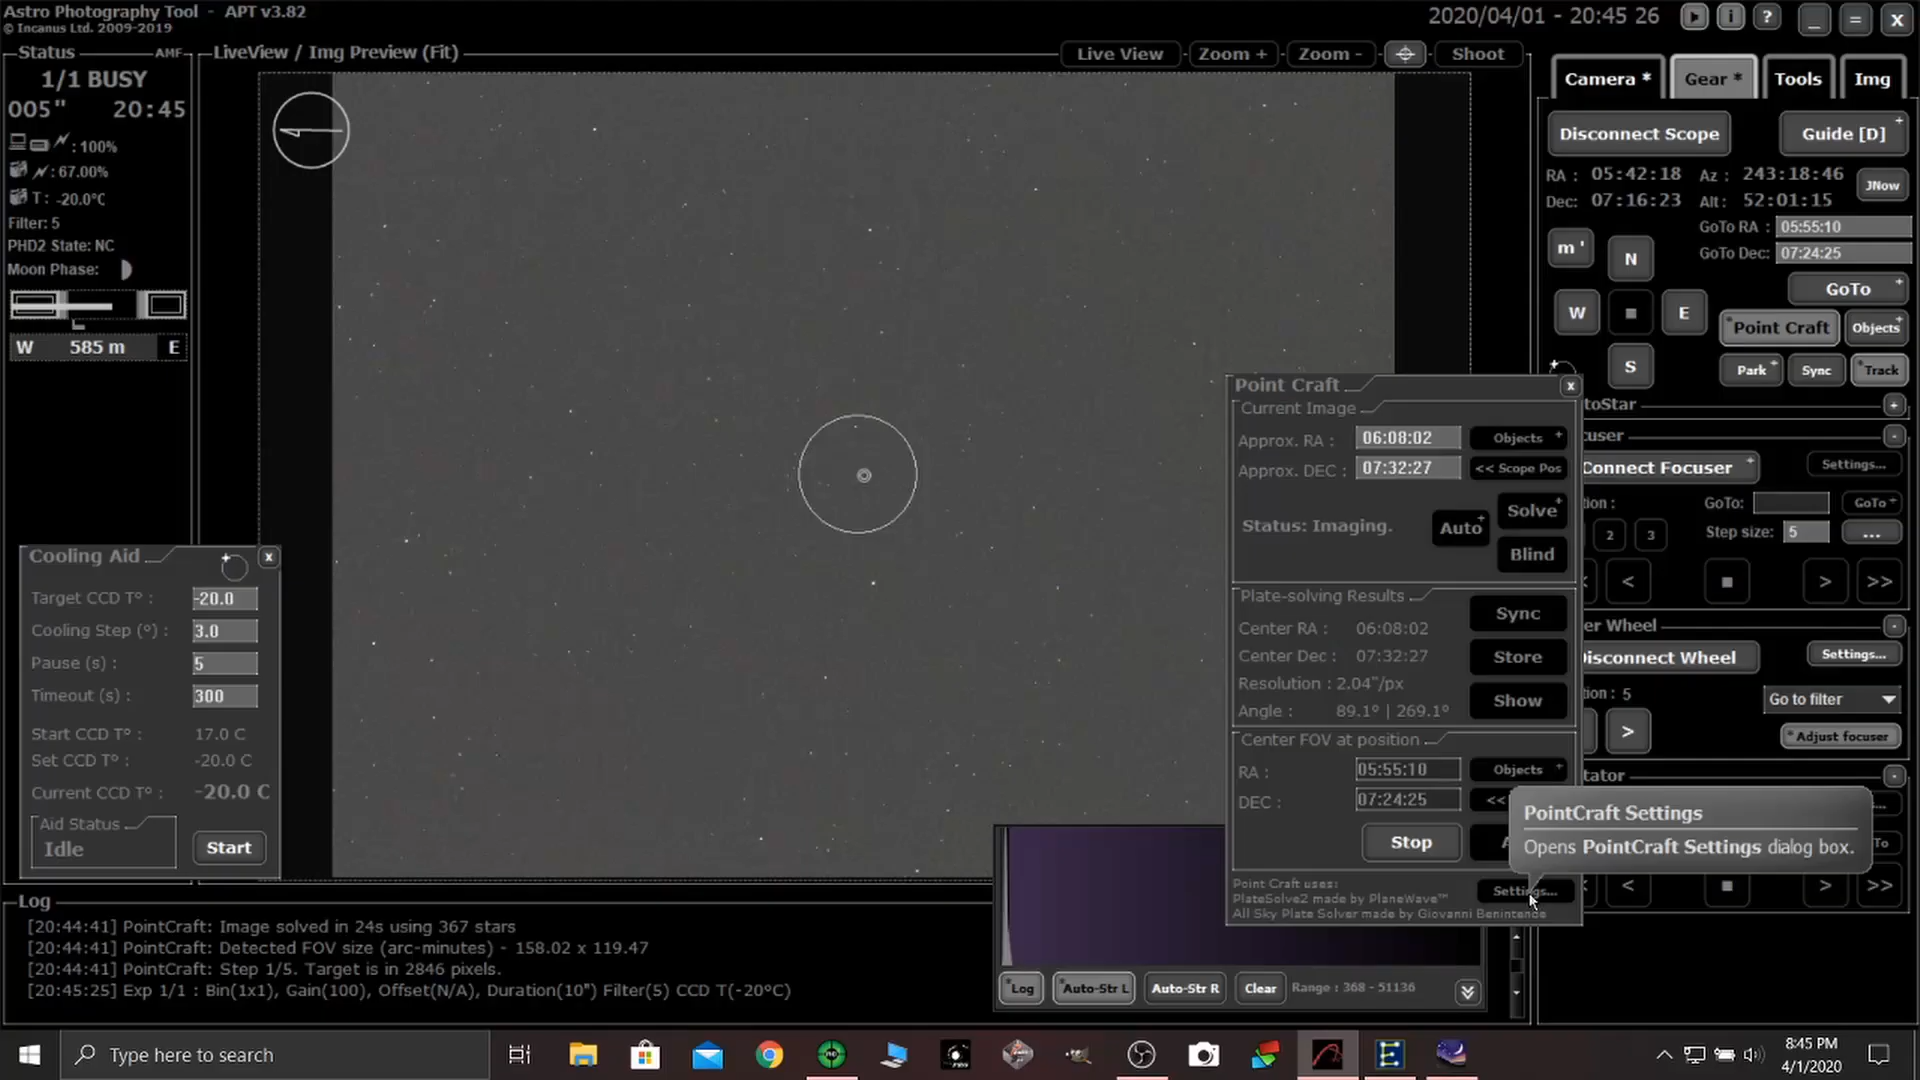 Astro Photography Tool - APT v3.82
© Incanus Ltd. 2009-2019
2020/04/01 - 20:45 26
i
?
_
=
x
Status
AMF
1/1 BUSY
005" 20:45
: 100%
: 67.00%
T : -20.0°C
Filter: 5
PHD2 State: NC
Moon Phase:
W 585 m E
LiveView / Img Preview (Fit)
Live View
Zoom +
Zoom -
Shoot
Camera *
Gear *
Tools
Img
Disconnect Scope
Guide [D] +
RA : 05:42:18 Az : 243:18:46
Dec: 07:16:23 Alt : 52:01:15
JNow
GoTo RA : 05:55:10
GoTo Dec: 07:24:25
m '
N
W
E
S
GoTo +
*Point Craft
Objects +
Park +
Sync
*Track
toStar +
user -
Connect Focuser +
Settings...
tion : GoTo: GoTo +
2 3 Step size: 5 ...
< > >>
er Wheel -
Disconnect Wheel
Settings...
tion : 5 Go to filter
>
*Adjust focuser
tator -
To
< > >>
Point Craft x
Current Image
Approx. RA : 06:08:02 Objects +
Approx. DEC : 07:32:27 << Scope Pos
Status: Imaging.
Auto +
Solve +
Blind
Plate-solving Results
Center RA : 06:08:02
Center Dec : 07:32:27
Resolution : 2.04"/px
Angle : 89.1° | 269.1°
Sync
Store
Show
Center FOV at position
RA : 05:55:10 Objects +
DEC : 07:24:25 <<
Stop
Point Craft uses:
PlateSolve2 made by PlaneWave™
All Sky Plate Solver made by Giovanni Benintende
Settings...
PointCraft Settings
Opens PointCraft Settings dialog box.
Cooling Aid x
Target CCD T° : -20.0
Cooling Step (°) : 3.0
Pause (s) : 5
Timeout (s) : 300
Start CCD T° : 17.0 C
Set CCD T° : -20.0 C
Current CCD T° : -20.0 C
Aid Status
Idle
Start
Log
[20:44:41] PointCraft: Image solved in 24s using 367 stars
[20:44:41] PointCraft: Detected FOV size (arc-minutes) - 158.02 x 119.47
[20:44:41] PointCraft: Step 1/5. Target is in 2846 pixels.
[20:45:25] Exp 1/1 : Bin(1x1), Gain(100), Offset(N/A), Duration(10") Filter(5) CCD T(-20°C)
*Log
*Auto-Str L
Auto-Str R
Clear
Range : 368 - 51136
Type here to search
8:45 PM
4/1/2020